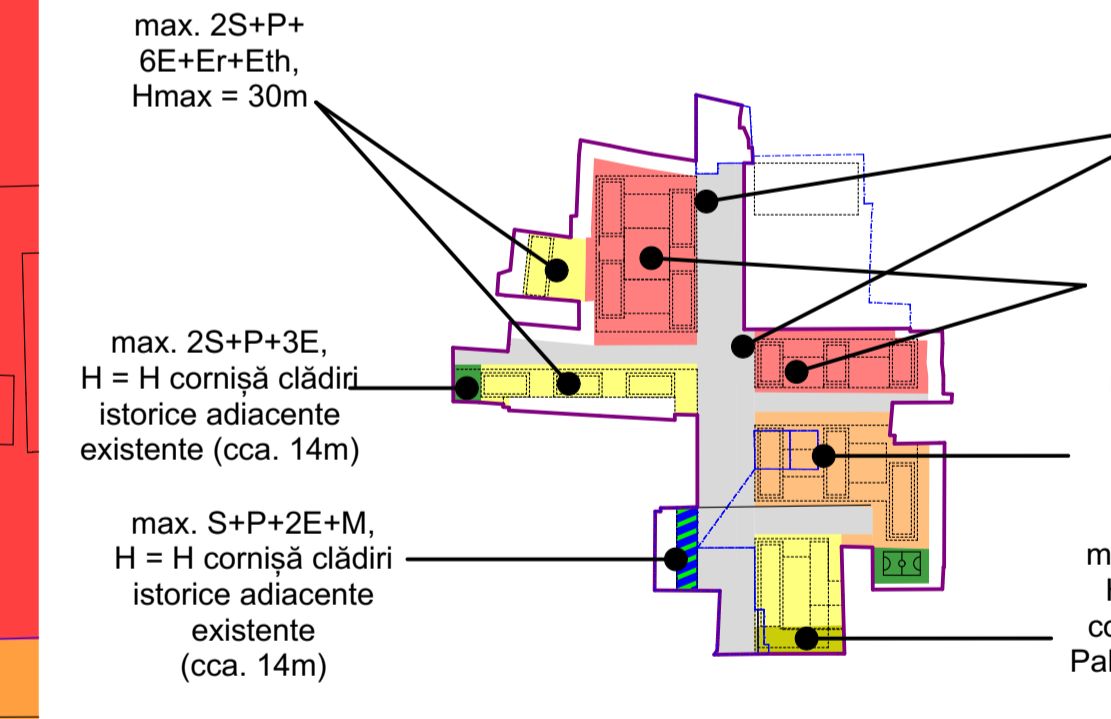 max. 2S+P+
6E+Er+Eth,
Hmax = 30m
max. 2S+P+3E,
H = H cornișă clădiri
istorice adiacente
existente (cca. 14m)
max. S+P+2E+M,
H = H cornișă clădiri
istorice adiacente
existente
(cca. 14m)